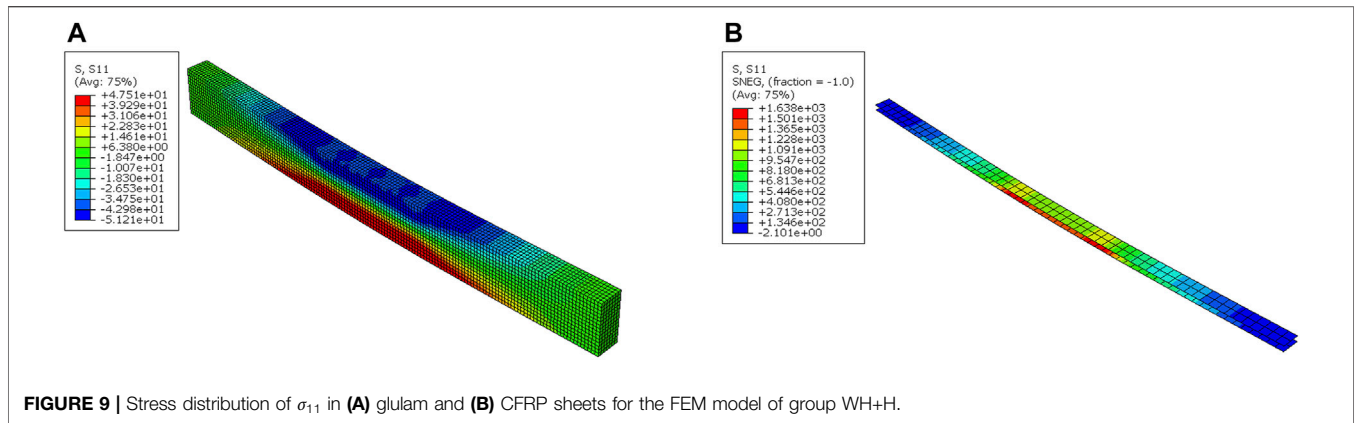 A
S, S11
(Avg: 75%)
+4.751e+01
+3.929e+01
+3.106e+01
+2.283e+01
+1.461e+01
+6.380e+00
-1.847e+00
-1.007e+01
-1.830e+01
-2.653e+01
-3.475e+01
-4.298e+01
-5.121e+01
B
S, S11
SNEG, (fraction = -1.0)
(Avg: 75%)
+1.638e+03
+1.501e+03
+1.365e+03
+1.228e+03
+1.091e+03
+9.547e+02
+8.180e+02
+6.813e+02
+5.446e+02
+4.080e+02
+2.713e+02
+1.346e+02
-2.101e+00
FIGURE 9 | Stress distribution of σ11 in (A) glulam and (B) CFRP sheets for the FEM model of group WH+H.